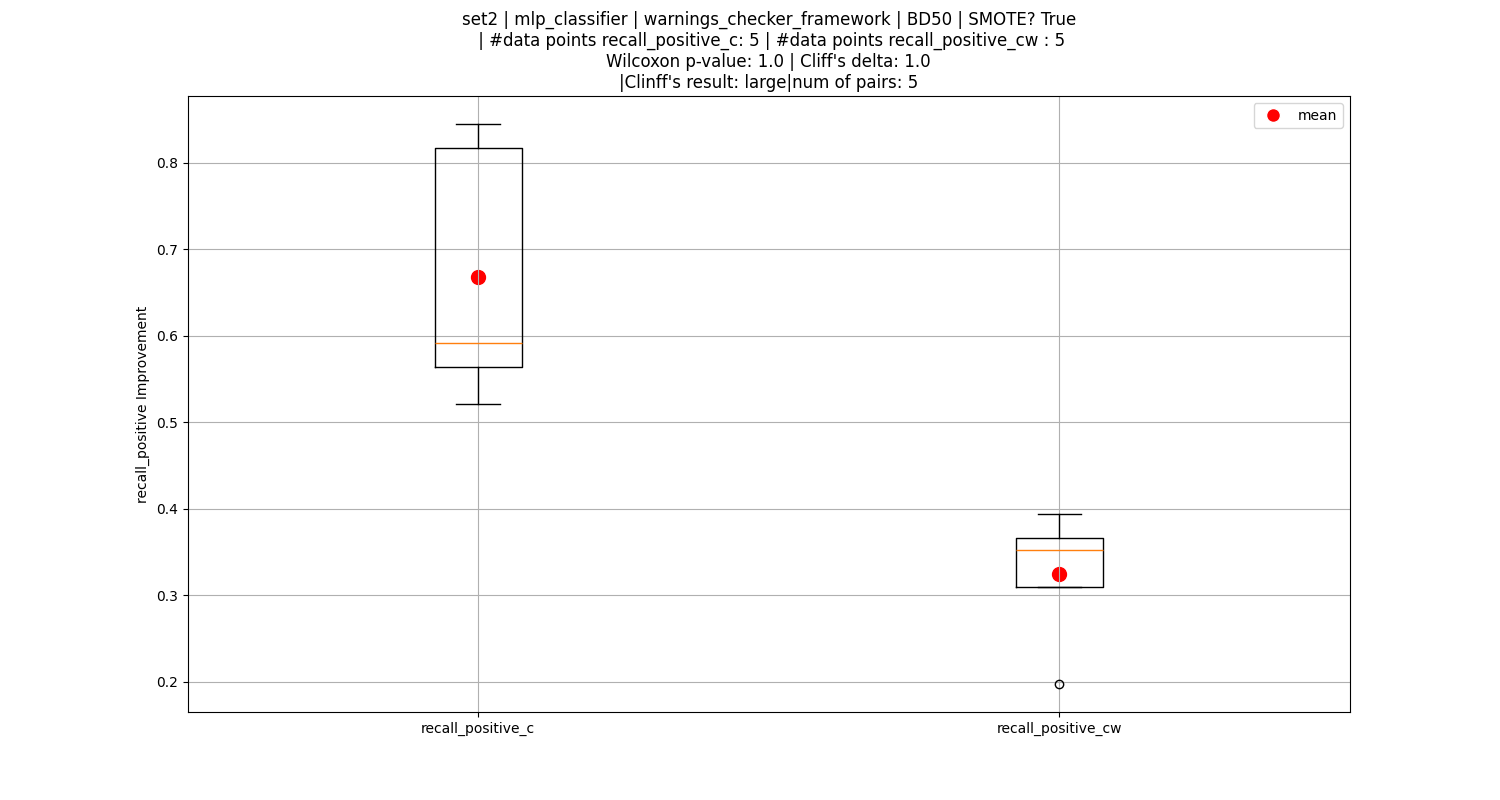 set2 | mlp_classifier | warnings_checker_framework | BD50 | SMOTE? True
| #data points recall_positive_c: 5 | #data points recall_positive_cw : 5
Wilcoxon p-value: 1.0 | Cliff's delta: 1.0
|Clinff's result: large|num of pairs: 5
mean
0.8
0.7
0.6
0.5
0.4
0.3
0.2
recall_positive Improvement
recall_positive_c
recall_positive_cw